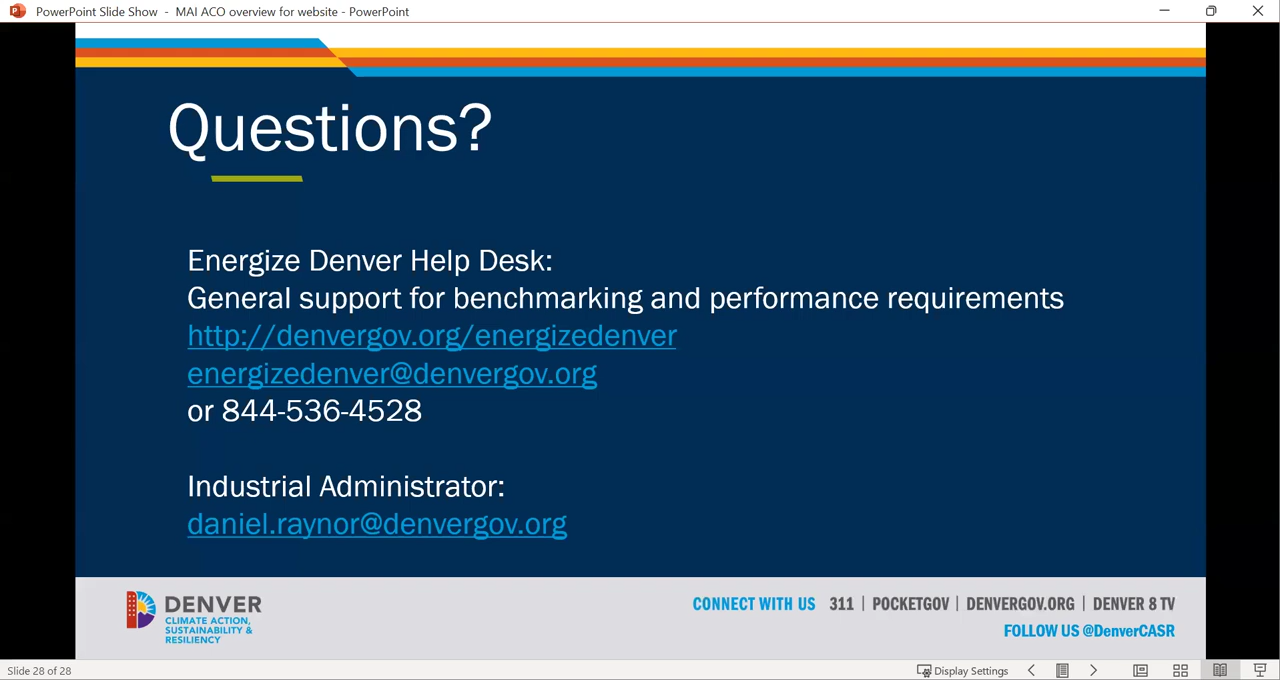 PowerPoint Slide Show - MAI ACO overview for website - PowerPoint
Questions?
Energize Denver Help Desk:
General support for benchmarking and performance requirements
http://denvergov.org/energizedenver
energizedenver@denvergov.org
or 844-536-4528
Industrial Administrator:
daniel.raynor@denvergov.org
DENVER
CLIMATE ACTION,
SUSTAINABILITY &
RESILIENCY
CONNECT WITH US 311 | POCKETGOV | DENVERGOV.ORG | DENVER 8 TV
FOLLOW US @DenverCASR
Slide 28 of 28
Display Settings